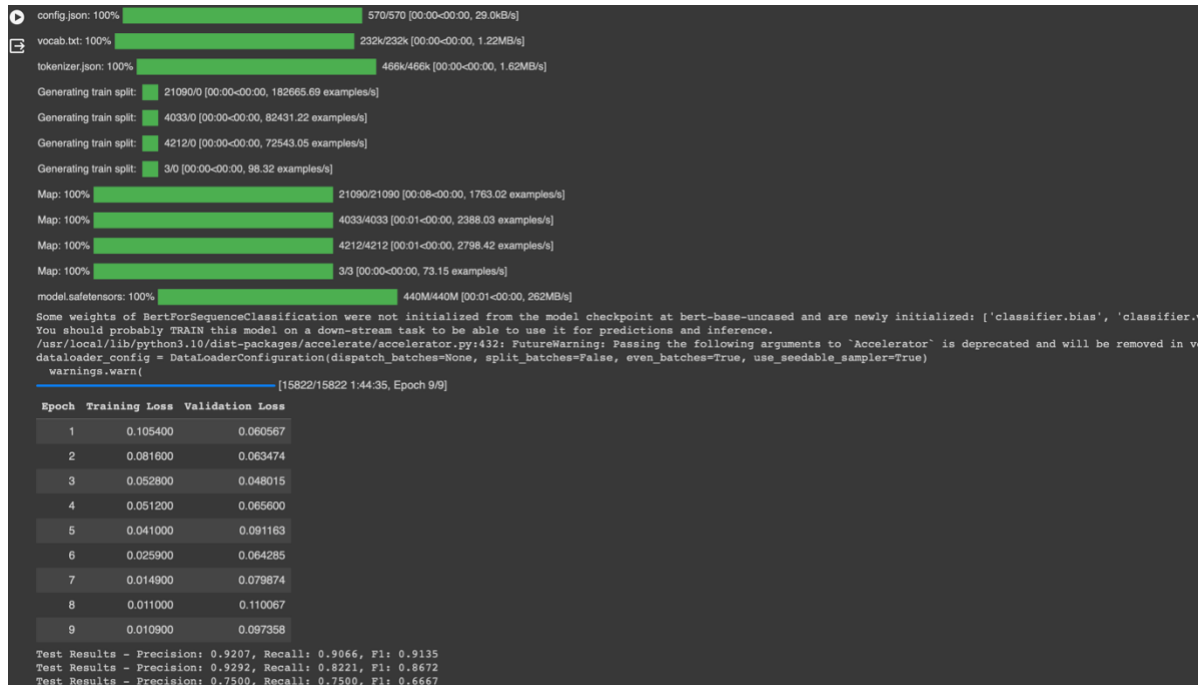 config.json: 100% 570/570 [00:00<00:00, 29.0kB/s]
vocab.txt: 100% 232k/232k [00:00<00:00, 1.22MB/s]
tokenizer.json: 100% 466k/466k [00:00<00:00, 1.62MB/s]
Generating train split: 21090/0 [00:00<00:00, 182665.69 examples/s]
Generating train split: 4033/0 [00:00<00:00, 82431.22 examples/s]
Generating train split: 4212/0 [00:00<00:00, 72543.05 examples/s]
Generating train split: 3/0 [00:00<00:00, 98.32 examples/s]
Map: 100% 21090/21090 [00:08<00:00, 1763.02 examples/s]
Map: 100% 4033/4033 [00:01<00:00, 2388.03 examples/s]
Map: 100% 4212/4212 [00:01<00:00, 2798.42 examples/s]
Map: 100% 3/3 [00:00<00:00, 73.15 examples/s]
model.safetensors: 100% 440M/440M [00:01<00:00, 262MB/s]
Some weights of BertForSequenceClassification were not initialized from the model checkpoint at bert-base-uncased and are newly initialized: ['classifier.bias', 'classifier.
You should probably TRAIN this model on a down-stream task to be able to use it for predictions and inference.
/usr/local/lib/python3.10/dist-packages/accelerate/accelerator.py:432: FutureWarning: Passing the following arguments to `Accelerator` is deprecated and will be removed in
dataloader_config = DataLoaderConfiguration(dispatch_batches=None, split_batches=False, even_batches=True, use_seedable_sampler=True)
warnings.warn(
[15822/15822 1:44:35, Epoch 9/9]
Epoch Training Loss Validation Loss
1 0.105400 0.060567
2 0.081600 0.063474
3 0.052800 0.048015
4 0.051200 0.065600
5 0.041000 0.091163
6 0.025900 0.064285
7 0.014900 0.079874
8 0.011000 0.110067
9 0.010900 0.097358
Test Results - Precision: 0.9207, Recall: 0.9066, F1: 0.9135
Test Results - Precision: 0.9292, Recall: 0.8221, F1: 0.8672
Test Results - Precision: 0.7500, Recall: 0.7500, F1: 0.6667